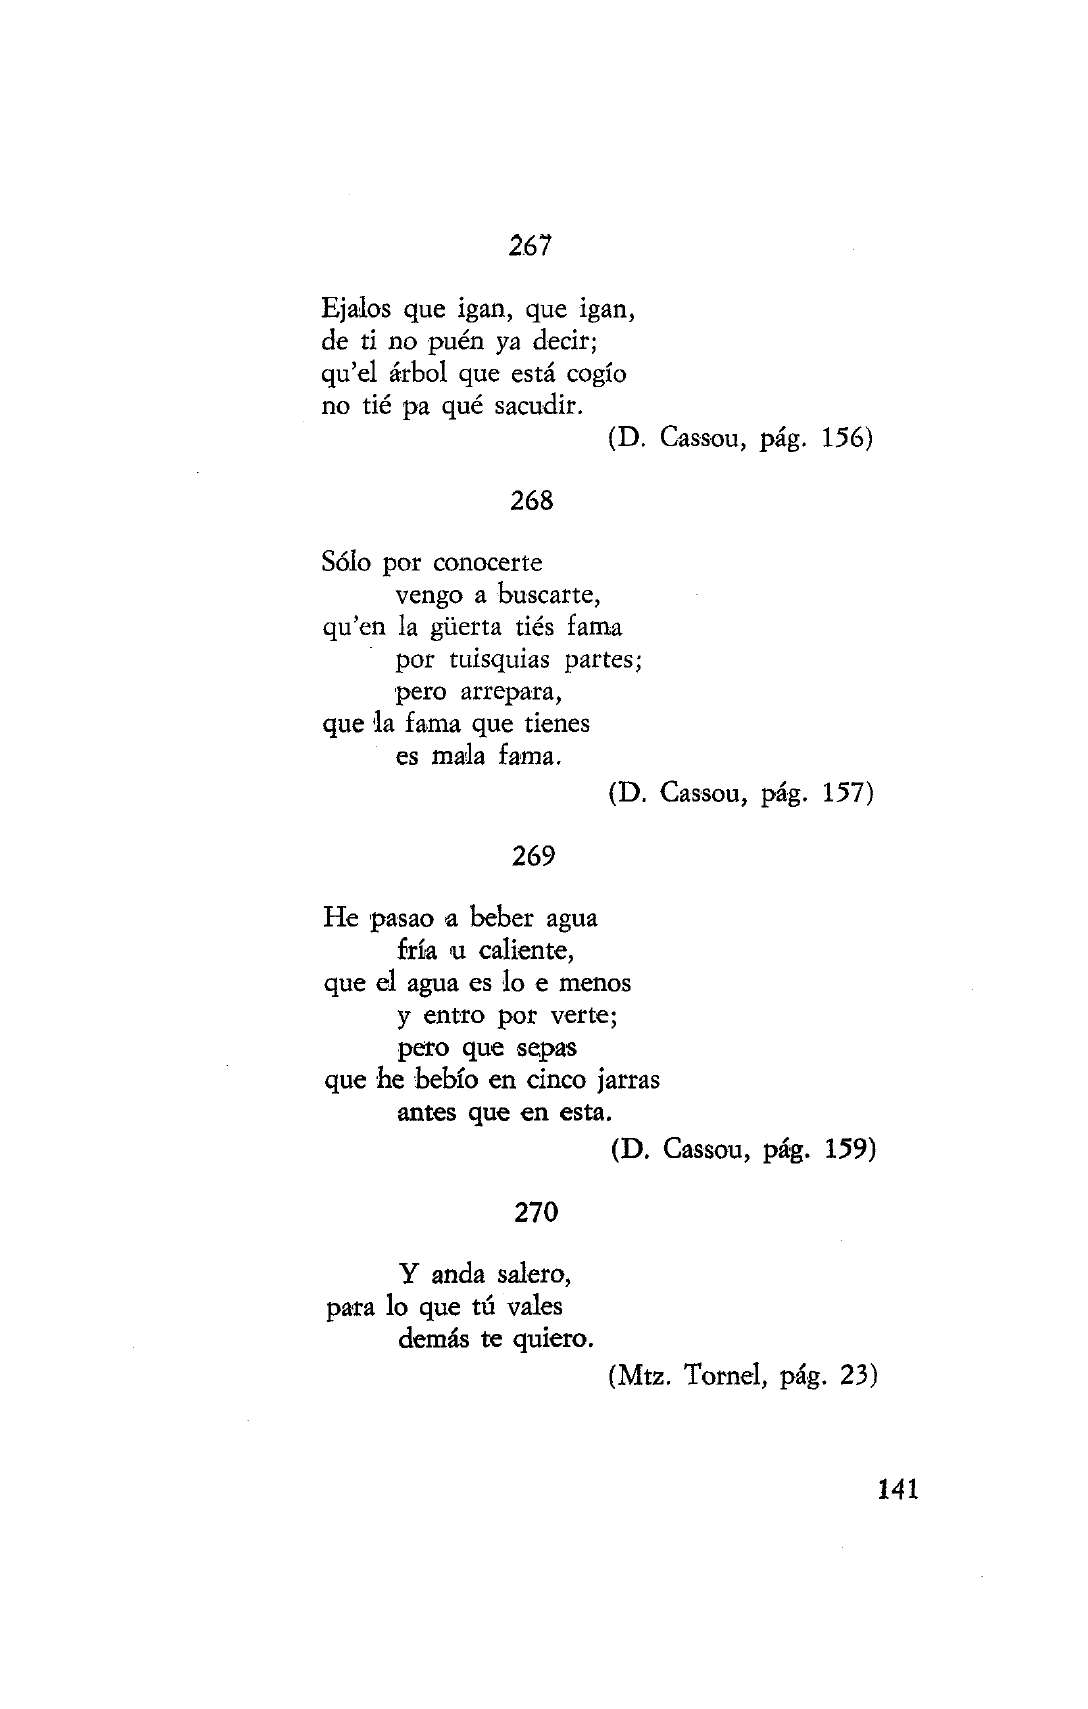 267
Ejalos que igan, que igan,
de ti no puén ya decir;
qu'el árbol que está cogío
no tié pa qué sacudir.
(D. Cassou, pág. 156)
268
Sólo por conocerte
vengo a buscarte,
qu'en la güerta tiés fama
por tuisquias partes;
pero arrepara,
que la fama que tienes
es mala fama.
(D. Cassou, pág. 157)
269
He pasao a beber agua
fría u caliente,
que el agua es lo e menos
y entro por verte;
pero que sepas
que he bebío en cinco jarras
antes que en esta.
(D. Cassou, pág. 159)
270
Y anda salero,
para lo que tú vales
demás te quiero.
(Mtz. Tornel, pág. 23)
141